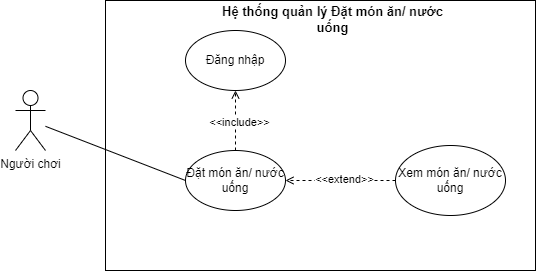 Hệ thống quản lý Đặt món ăn/ nước
uống
Đăng nhập
<<include>>
Người chơi
Đặt món ăn/ nước
uống
<<extend>>
Xem món ăn/ nước
uống